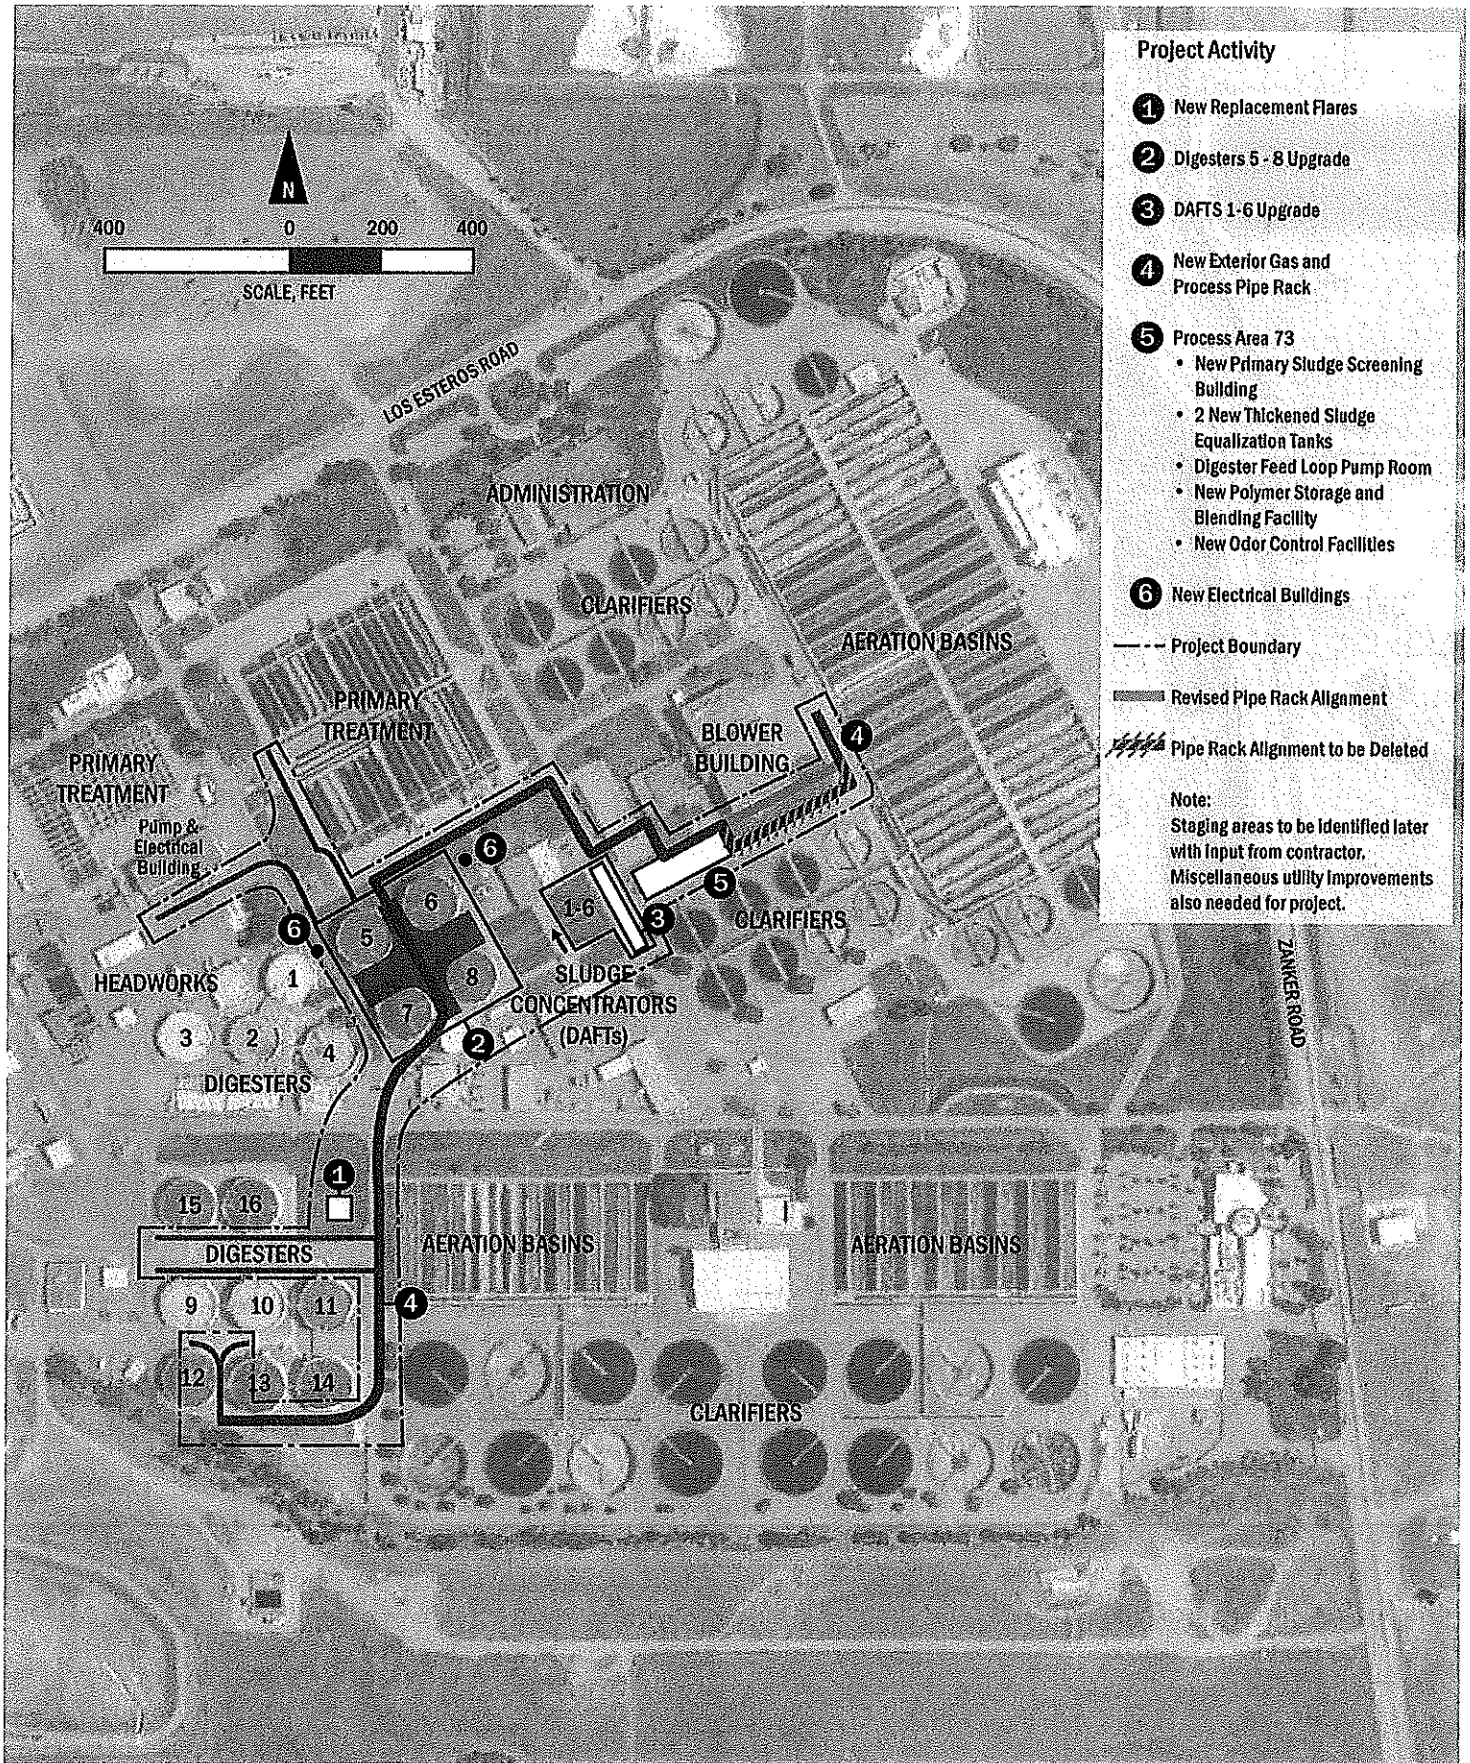 Project Activity
1 New Replacement Flares
2 Digesters 5 - 8 Upgrade
3 DAFTS 1-6 Upgrade
4 New Exterior Gas and
Process Pipe Rack
5 Process Area 73
• New Primary Sludge Screening
Building
• 2 New Thickened Sludge
Equalization Tanks
• Digester Feed Loop Pump Room
• New Polymer Storage and
Blending Facility
• New Odor Control Facilities
6 New Electrical Buildings
Project Boundary
Revised Pipe Rack Alignment
Pipe Rack Alignment to be Deleted
Note:
Staging areas to be identified later
with input from contractor.
Miscellaneous utility improvements
also needed for project.
N
400 0 200 400
SCALE, FEET
LOS ESTEROS ROAD
ADMINISTRATION
CLARIFIERS
AERATION BASINS
PRIMARY
TREATMENT
BLOWER
BUILDING
4
PRIMARY
TREATMENT
Pump &
Electrical
Building
6
6
5
1-6
3
5
CLARIFIERS
6
HEADWORKS
1
8
7
SLUDGE
CONCENTRATORS
(DAFTs)
2
3
2
4
DIGESTERS
ZANKER ROAD
1
15
16
DIGESTERS
AERATION BASINS
AERATION BASINS
9
10
11
4
12
13
14
CLARIFIERS